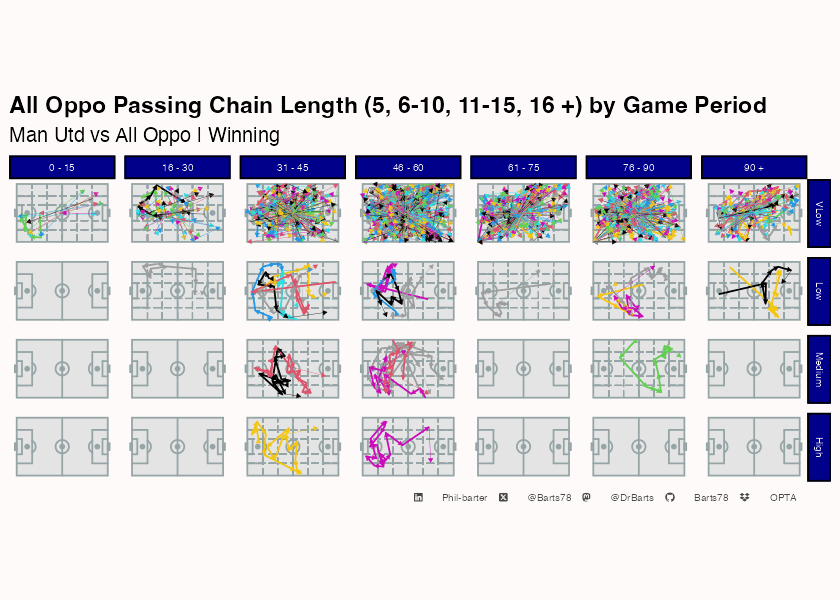 All Oppo Passing Chain Length (5, 6-10, 11-15, 16 +) by Game Period
Man Utd vs All Oppo I Winning
0 - 15 16 - 30 31 - 45 46 - 60 61 - 75 76 - 90 90 +
V.Low
Low
Medium
High
Phil-barter @Barts78 @DrBarts Barts78 OPTA